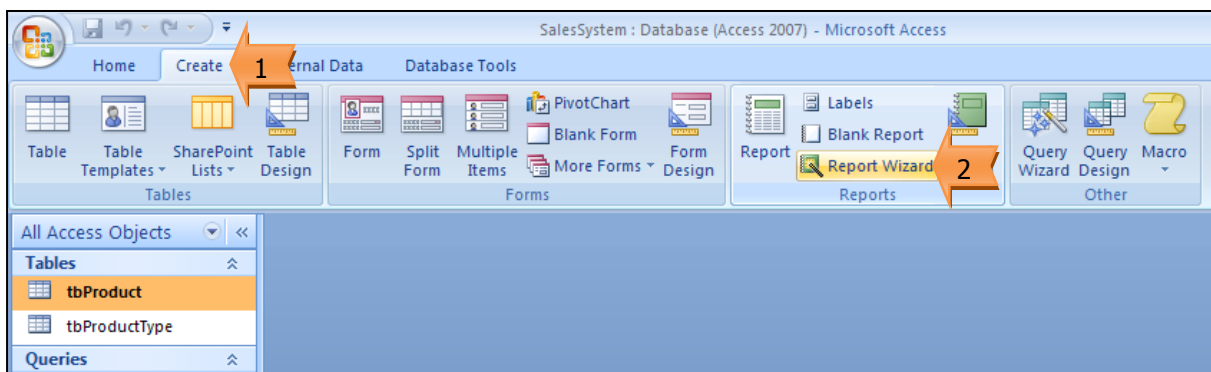 SalesSystem : Database (Access 2007) - Microsoft Access
Home Create 1 ernal Data Database Tools
Table
Table Templates
SharePoint Lists
Table Design
Tables
Form
Split Form
Multiple Items
PivotChart
Blank Form
More Forms
Form Design
Forms
Report
Labels
Blank Report
Report Wizard 2
Reports
Query Wizard
Query Design
Macro
Other
All Access Objects
Tables
tbProduct
tbProductType
Queries